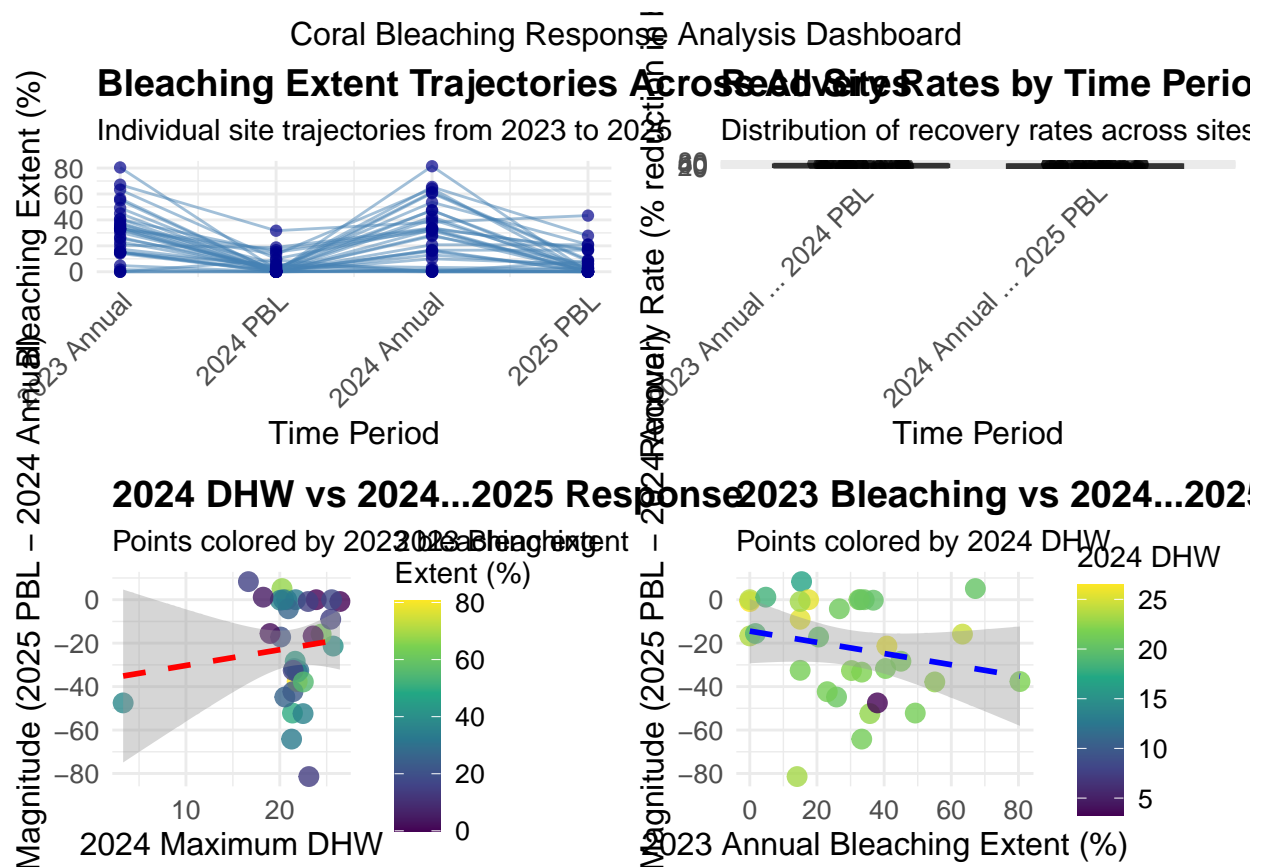 Coral Bleaching Response Analysis Dashboard
Bleaching Extent Trajectories Across All Sites
Individual site trajectories from 2023 to 2025
Bleaching Extent (%)
80
60
40
20
0
2023 Annual
2024 PBL
2024 Annual
2025 PBL
Time Period
Recovery Rates by Time Perio
Distribution of recovery rates across sites
Recovery Rate (% reduction in
2023 Annual ... 2024 PBL
2024 Annual ... 2025 PBL
Time Period
2024 DHW vs 2024...2025 Response
Points colored by 2023 bleaching extent
Magnitude (2025 PBL – 2024 Annual)
0
−20
−40
−60
−80
10
20
2024 Maximum DHW
2023 Bleaching
Extent (%)
80
60
40
20
0
2023 Bleaching vs 2024...2025
Points colored by 2024 DHW
Magnitude (2025 PBL – 2024 Annual)
0
−20
−40
−60
−80
0
20
40
60
80
2023 Annual Bleaching Extent (%)
2024 DHW
25
20
15
10
5